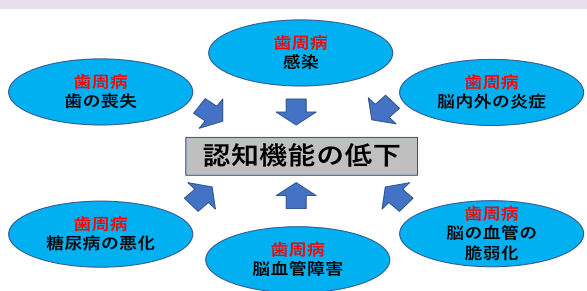 歯周病
感染
歯周病
歯の喪失
歯周病
脳内外の炎症
認知機能の低下
歯周病
糖尿病の悪化
歯周病
脳血管障害
歯周病
脳の血管の
脆弱化